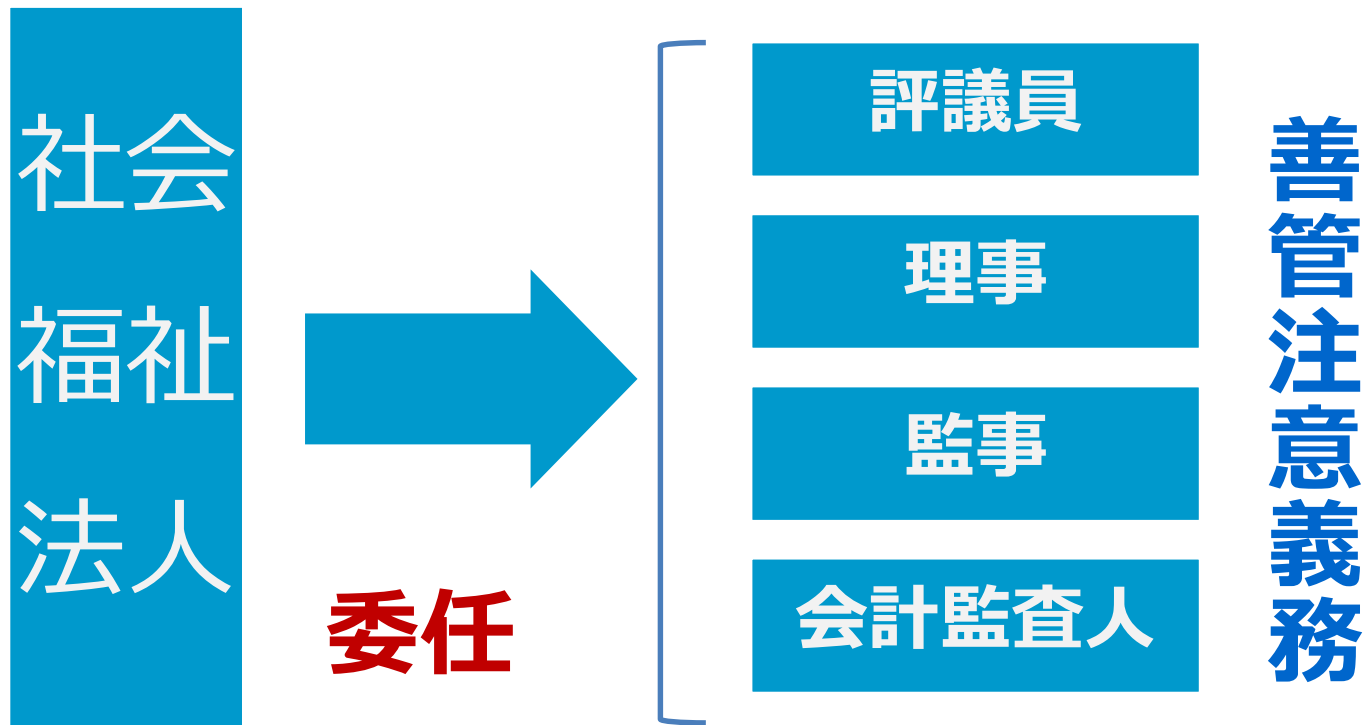 社会
福祉
法人
委任
評議員
理事
監事
会計監査人
善管注意義務